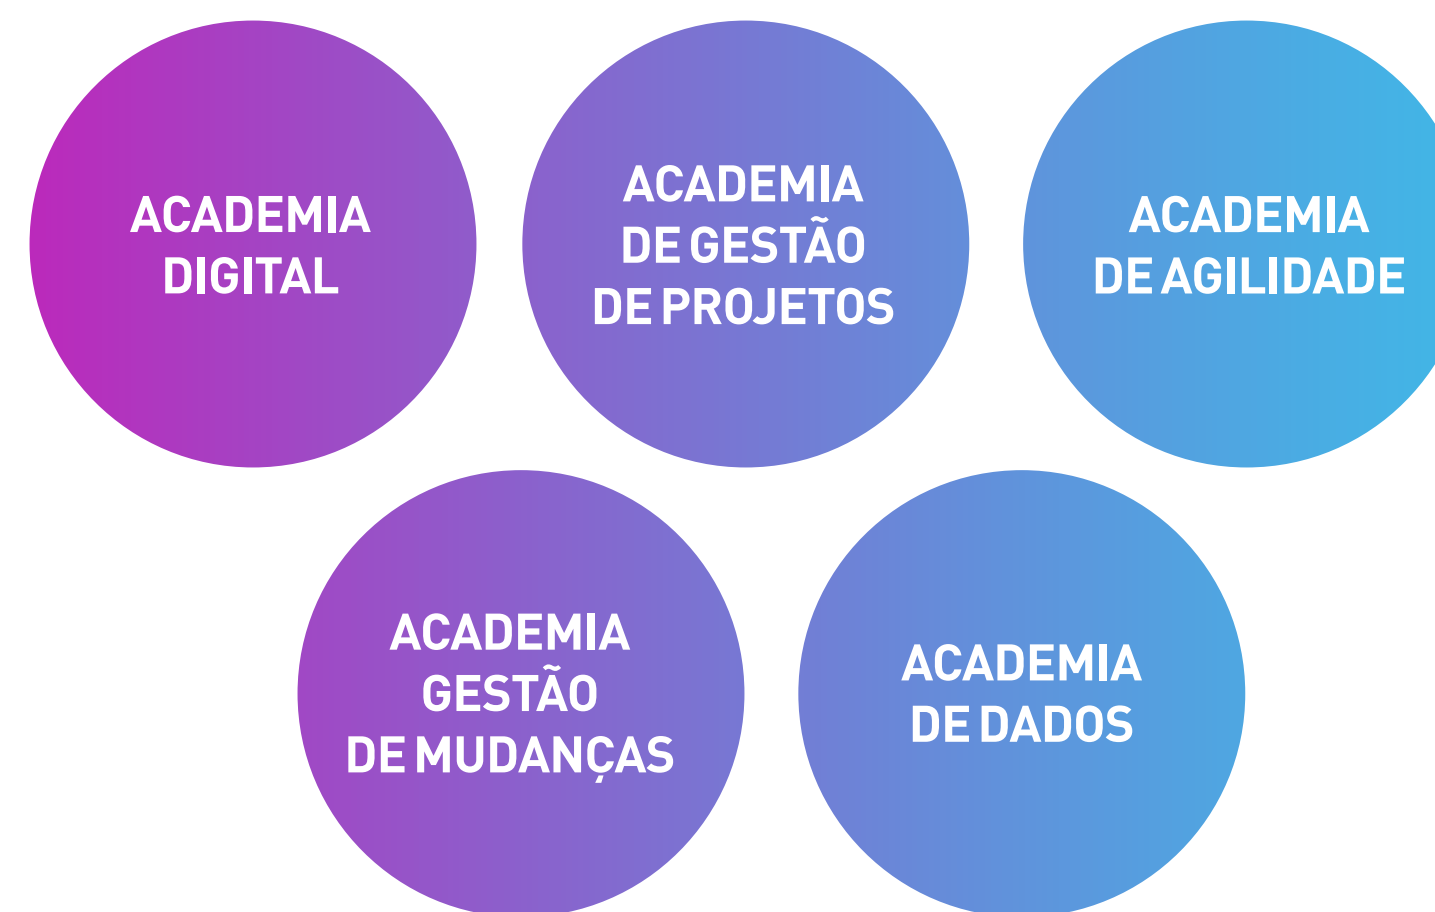 ACADEMIA
DIGITAL
ACADEMIA
DE GESTÃO
DE PROJETOS
ACADEMIA
DE AGILIDADE
ACADEMIA
GESTÃO
DE MUDANÇAS
ACADEMIA
DE DADOS